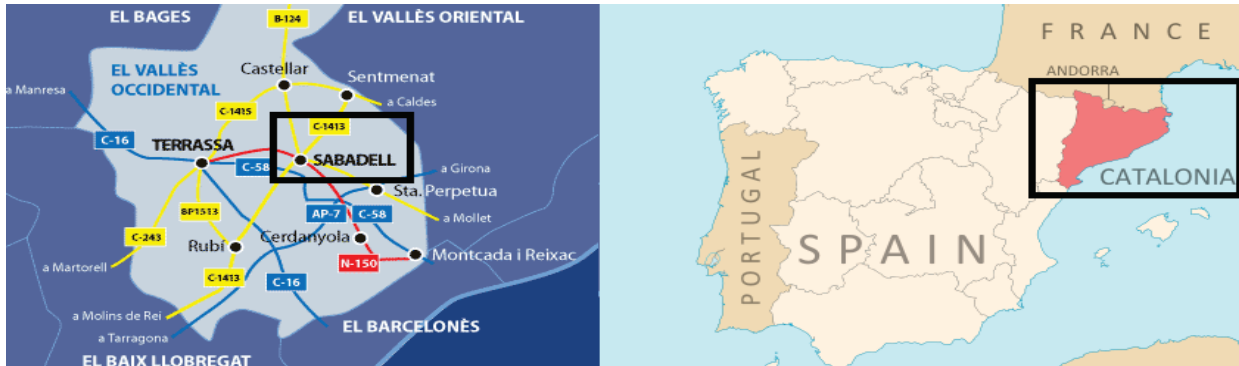 EL BAGES
B-124
EL VALLÈS ORIENTAL
EL VALLÈS
OCCIDENTAL
Castellar
Sentmenat
a Manresa
a Caldes
C-1415
C-1413
C-16
TERRASSA
C-58
SABADELL
a Girona
Sta. Perpetua
BP1513
AP-7
C-58
a Mollet
C-243
Rubí
Cerdanyola
Montcada i Reixac
a Martorell
C-1413
N-150
C-16
a Molins de Rei
a Tarragona
EL BARCELONÈS
EL BAIX LLOBREGAT
FRANCE
ANDORRA
CATALONIA
PORTUGAL
SPAIN